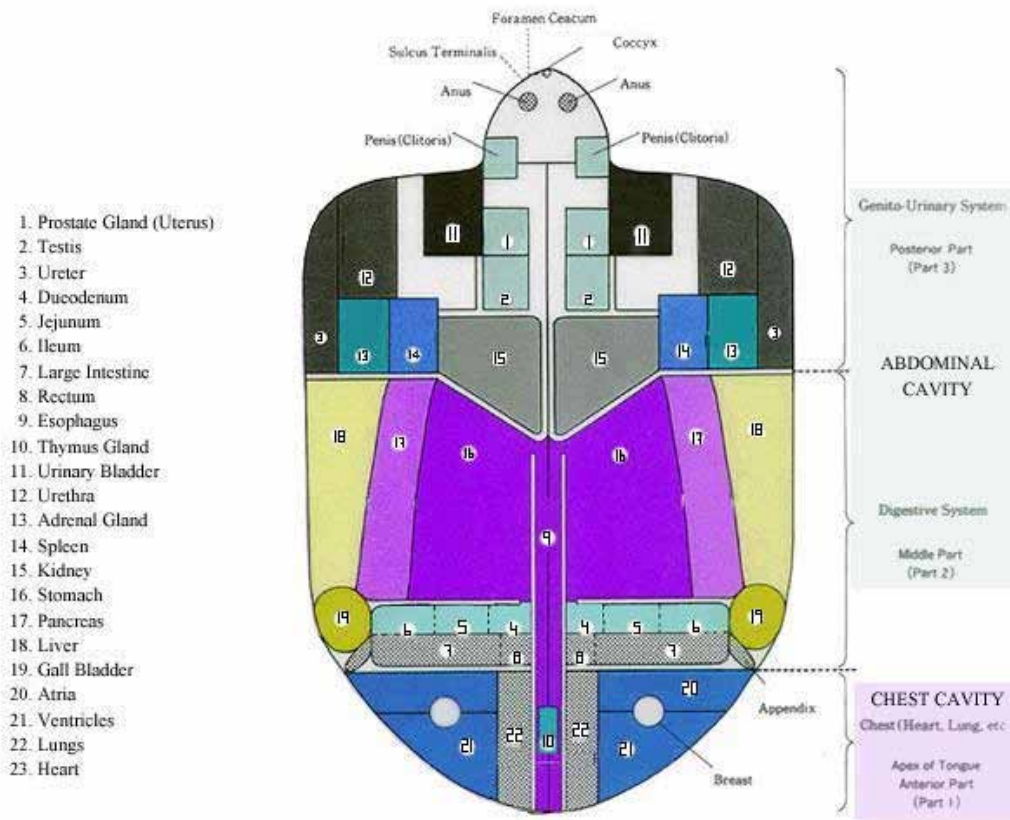 Foramen Ceacum
Coccyx
Sulcus Terminalis
Anus
Anus
Penis(Clitoris)
Penis(Clitoris)
1. Prostate Gland (Uterus)
2. Testis
3. Ureter
4. Dueodenum
5. Jejunum
6. Ileum
7. Large Intestine
8. Rectum
9. Esophagus
10. Thymus Gland
11. Urinary Bladder
12. Urethra
13. Adrenal Gland
14. Spleen
15. Kidney
16. Stomach
17. Pancreas
18. Liver
19. Gall Bladder
20. Atria
21. Ventricles
22. Lungs
23. Heart
11 1 1 11
12 2 2 12
3 13 14 15 15 14 13 3
18 17 16 16 17 18
9
19 6 5 4 4 5 6 19
7 8 8 7
20
21 22 10 22 21
Appendix
Breast
Genito-Urinary System
Posterior Part
(Part 3)
ABDOMINAL
CAVITY
Digestive System
Middle Part
(Part 2)
CHEST CAVITY
Chest(Heart, Lung, etc
Apex of Tongue
Anterior Part
(Part 1)